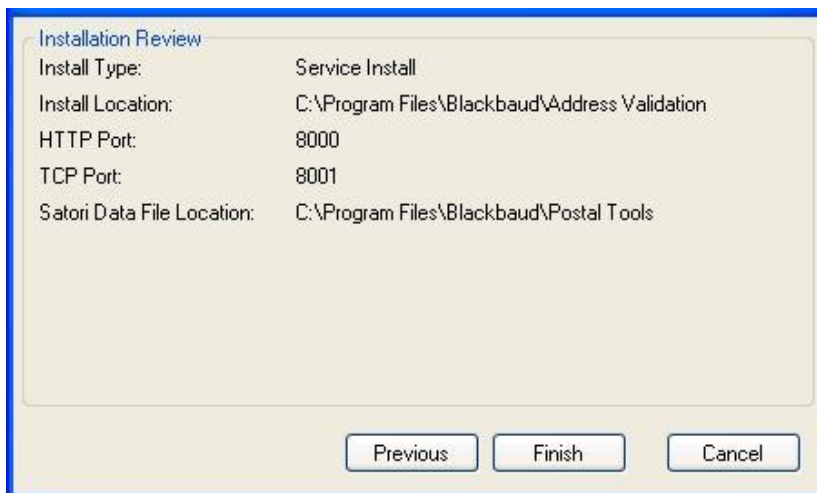 Installation Review
Install Type: Service Install
Install Location: C:\Program Files\Blackbaud\Address Validation
HTTP Port: 8000
TCP Port: 8001
Satori Data File Location: C:\Program Files\Blackbaud\Postal Tools
Previous Finish Cancel